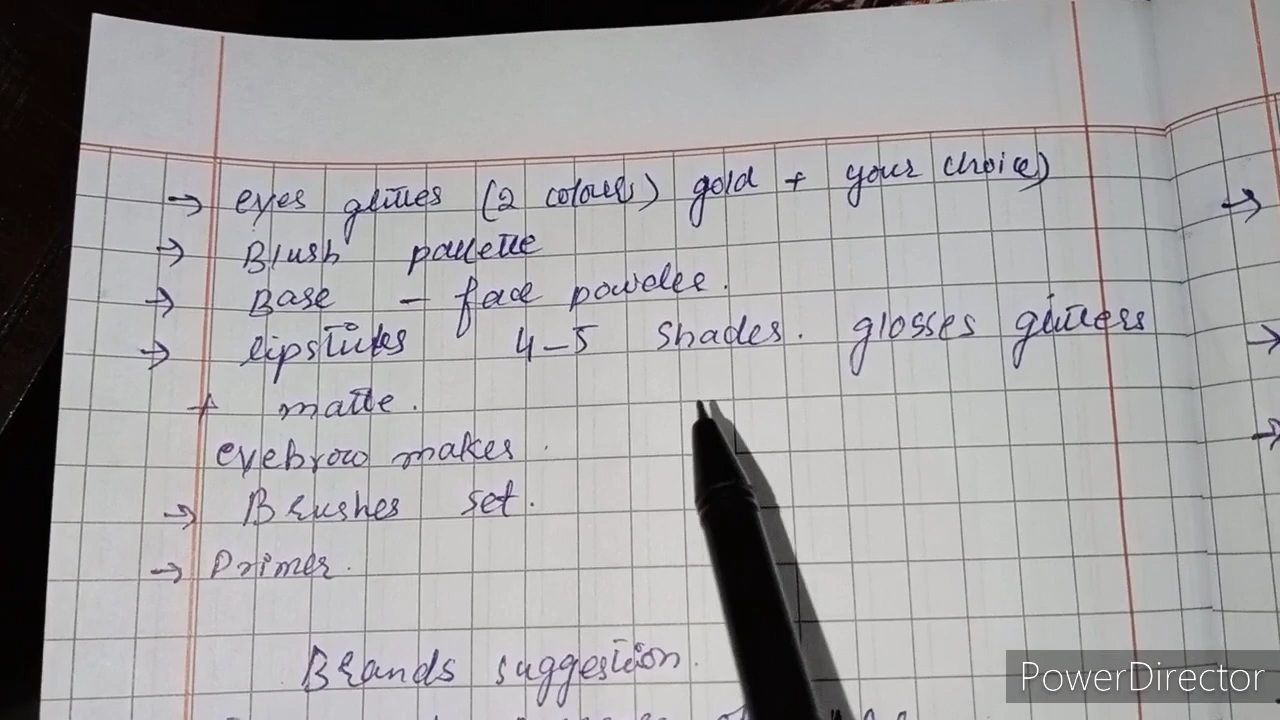 → eyes glitters (2 colours) gold + your choice)
→ Blush pallette
→ Base - face powder.
→ lipsticks 4-5 shades. glosses glitters
+ matte.
eyebrow makes.
→ Brushes set.
→ Primer.
Brands suggestion.
PowerDirector